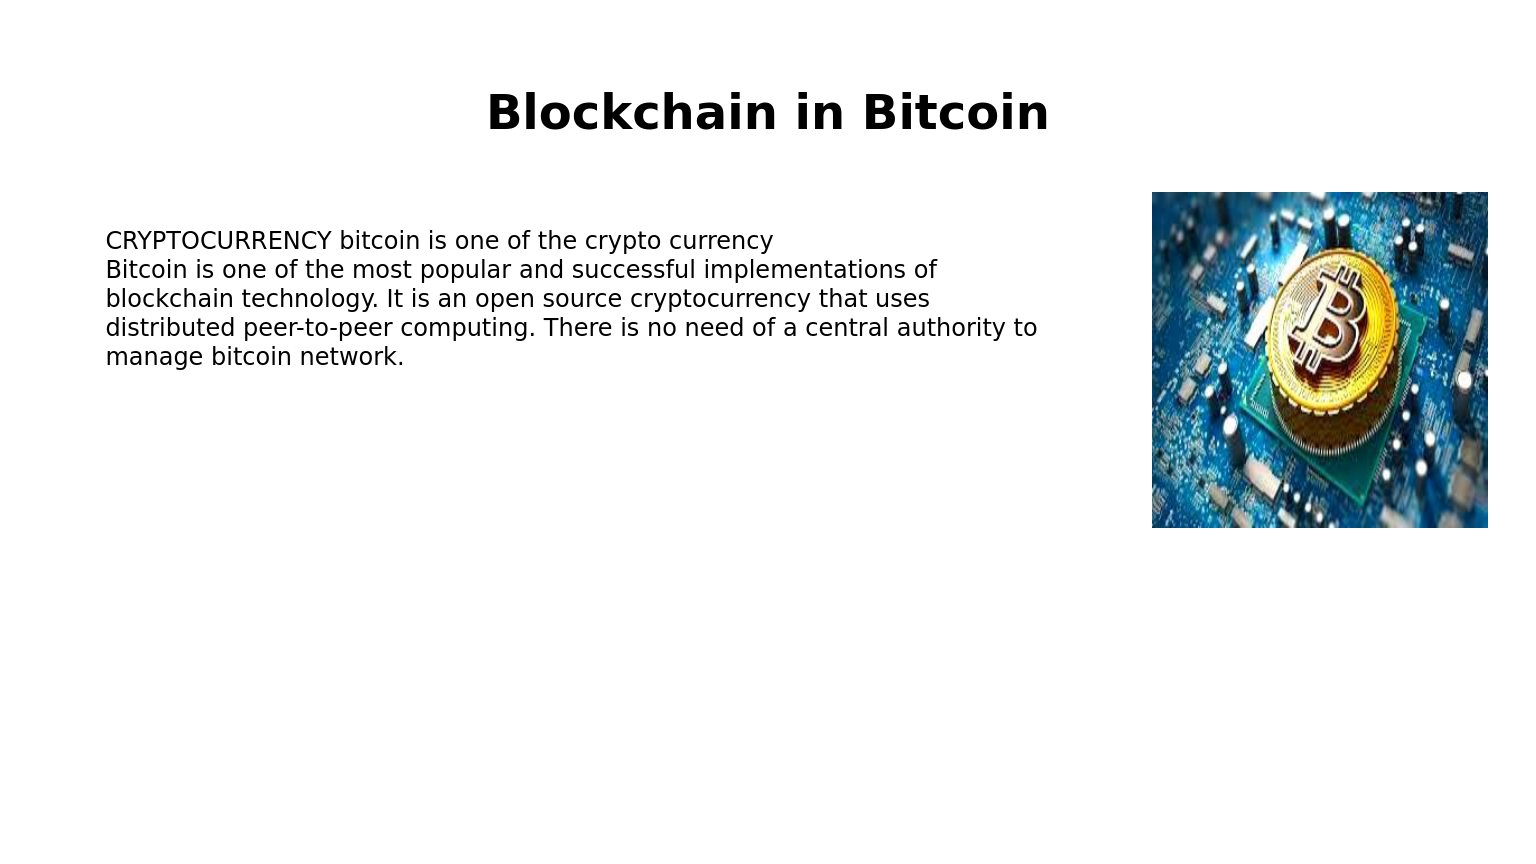 Blockchain in Bitcoin
CRYPTOCURRENCY bitcoin is one of the crypto currency
Bitcoin is one of the most popular and successful implementations of
blockchain technology. It is an open source cryptocurrency that uses
distributed peer-to-peer computing. There is no need of a central authority to
manage bitcoin network.